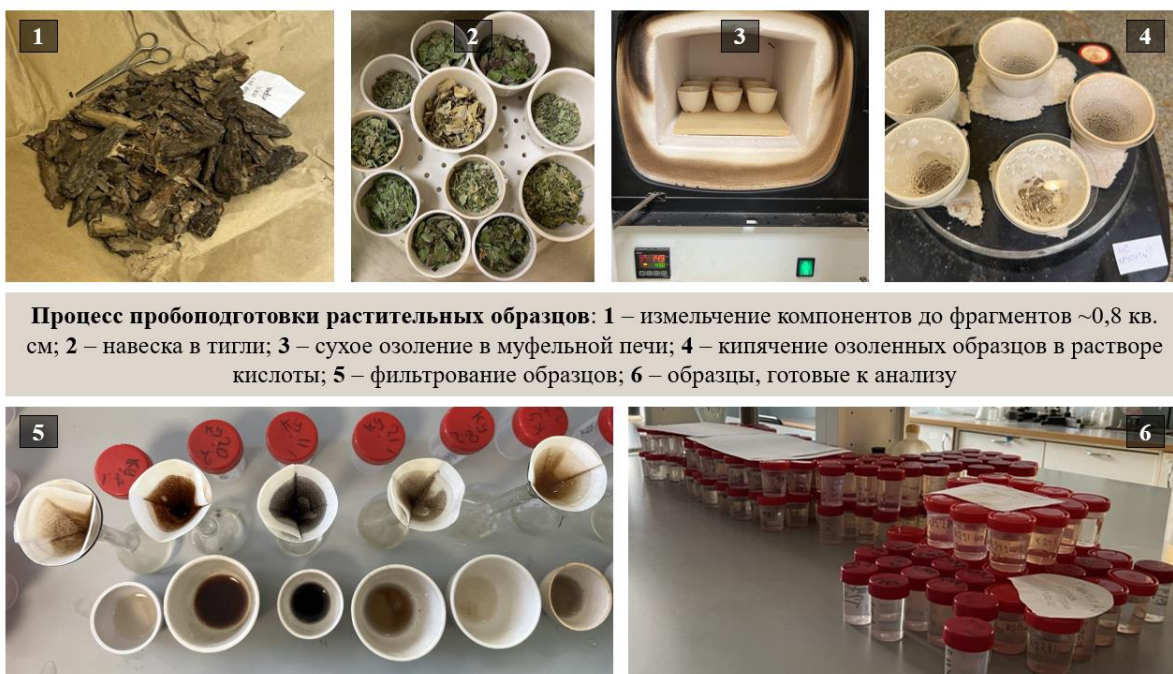 1
2
3
4
149
Процесс пробоподготовки растительных образцов: 1 – измельчение компонентов до фрагментов ~0,8 кв.
см; 2 – навеска в тигли; 3 – сухое озоление в муфельной печи; 4 – кипячение озоленных образцов в растворе
кислоты; 5 – фильтрование образцов; 6 – образцы, готовые к анализу
5
6